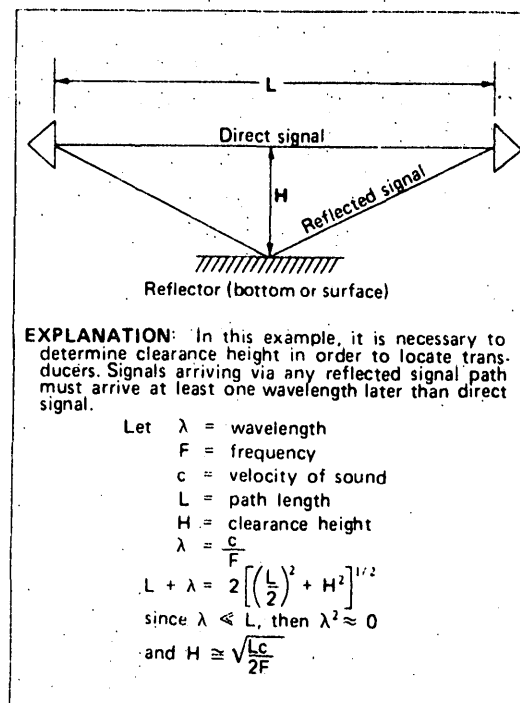 L
Direct signal
H
Reflected signal
Reflector (bottom or surface)
EXPLANATION: In this example, it is necessary to
determine clearance height in order to locate trans-
ducers. Signals arriving via any reflected signal path
must arrive at least one wavelength later than direct
signal.
Let λ = wavelength
F = frequency
c = velocity of sound
L = path length
H = clearance height
λ = c/F
L + λ = 2[(L/2)² + H²]^1/2
since λ ≪ L, then λ² ≈ 0
and H ≅ √(Lc/2F)